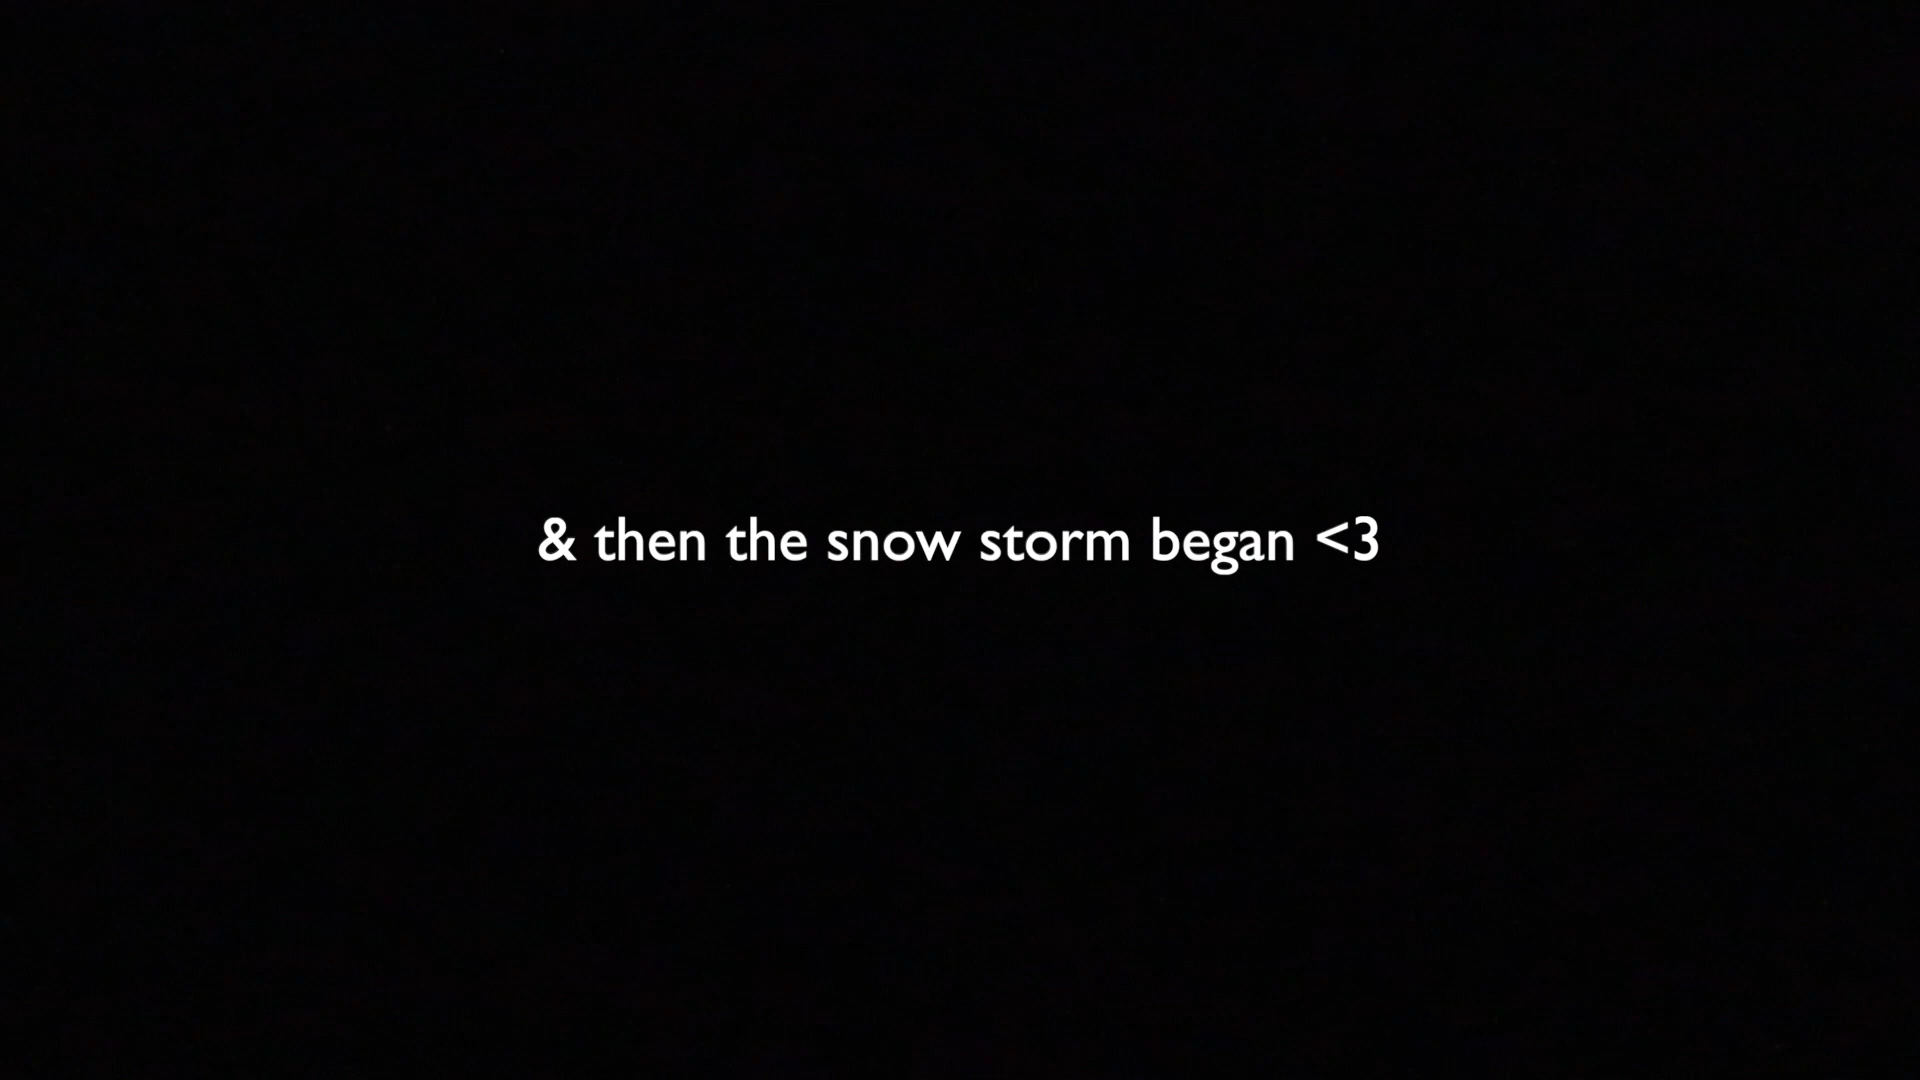 & then the snow storm began <3